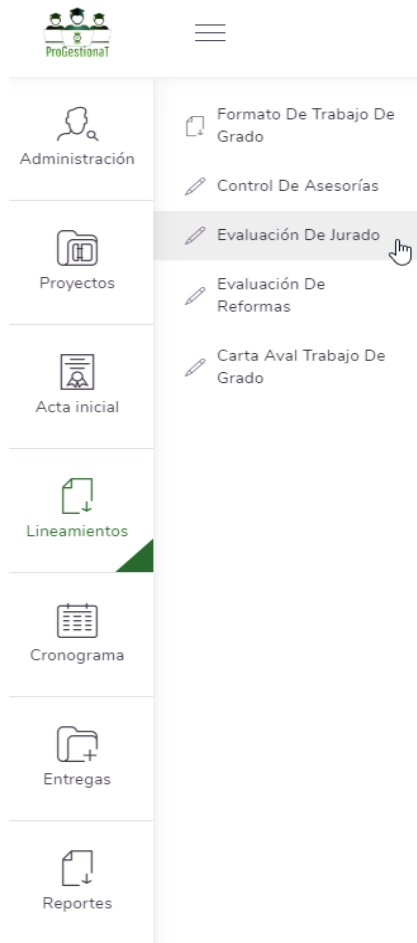 ProGestionaT
Administración
Proyectos
Acta inicial
Lineamientos
Cronograma
Entregas
Reportes
Formato De Trabajo De
Grado
Control De Asesorías
Evaluación De Jurado
Evaluación De
Reformas
Carta Aval Trabajo De
Grado